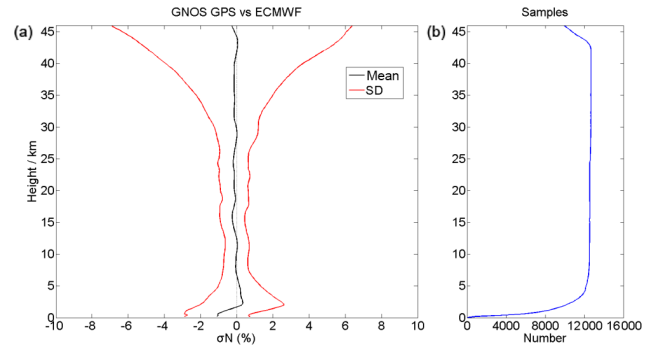 GNOS GPS vs ECMWF
Samples
(a)
(b)
Mean
SD
Height / km
45
40
35
30
25
20
15
10
5
0
-10 -8 -6 -4 -2 0 2 4 6 8 10
σN (%)
45
40
35
30
25
20
15
10
5
0
0 4000 8000 12000 16000
Number